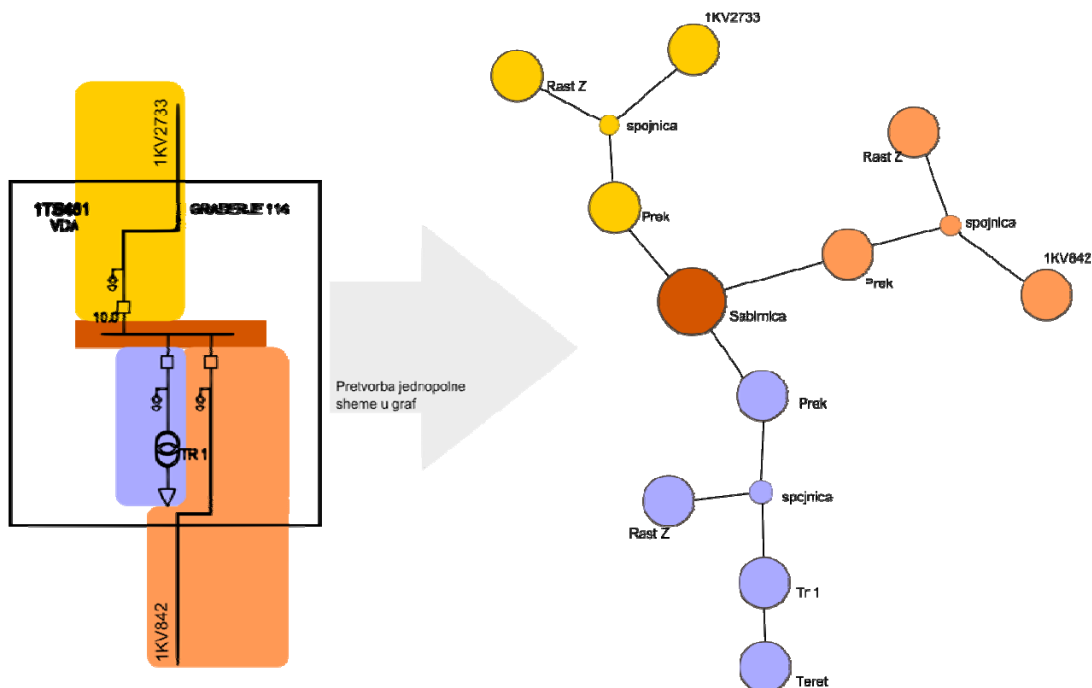 1KV2733
1TS461
VDA
GRABERJE 114
10.0
TR 1
1KV842
Pretvorba jednopolne
sheme u graf
1KV2733
Rast Z
spojnica
Prek
Rast Z
spojnica
Prek
1KV842
Sabirnica
Prek
spojnica
Rast Z
Tr 1
Teret